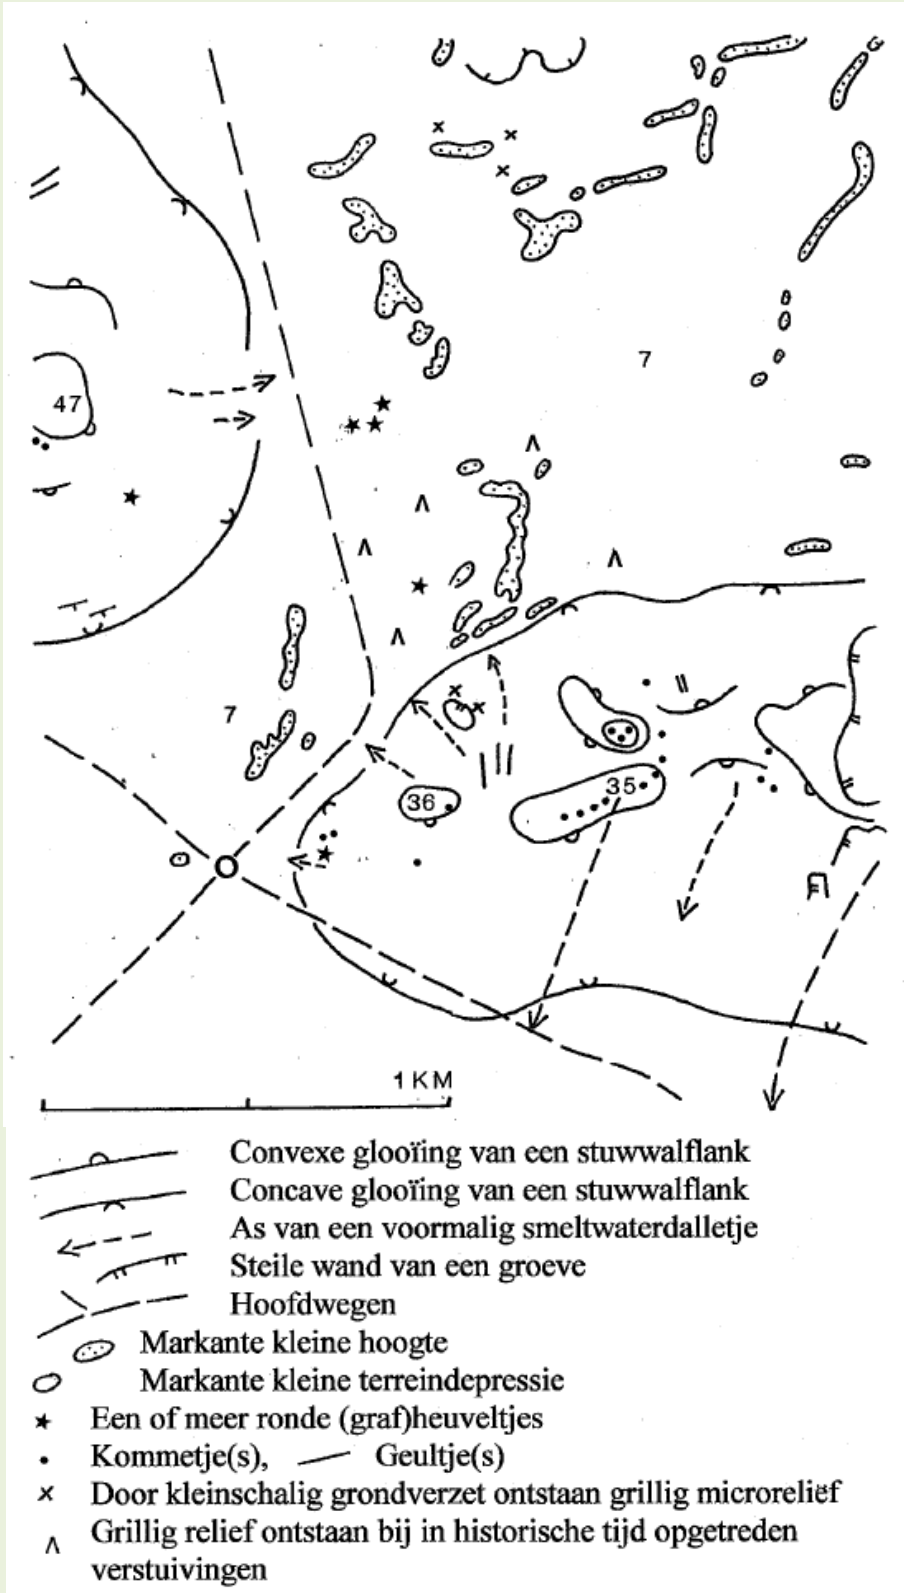 47
7
7
36
35
1 KM
Convexe glooïing van een stuwwalflank
Concave glooïing van een stuwwalflank
As van een voormalig smeltwaterdalletje
Steile wand van een groeve
Hoofdwegen
Markante kleine hoogte
Markante kleine terreindepressie
Een of meer ronde (graf)heuveltjes
Kommetje(s), Geultje(s)
Door kleinschalig grondverzet ontstaan grillig microreliëf
Grillig relief ontstaan bij in historische tijd opgetreden
verstuivingen